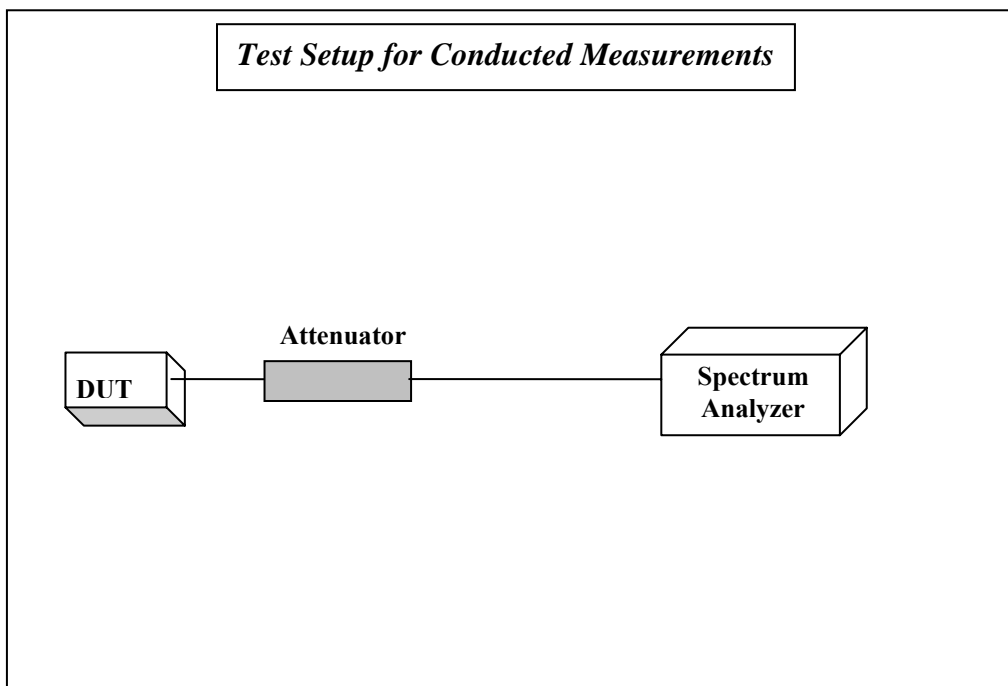 Test Setup for Conducted Measurements
Attenuator
DUT
Spectrum
Analyzer